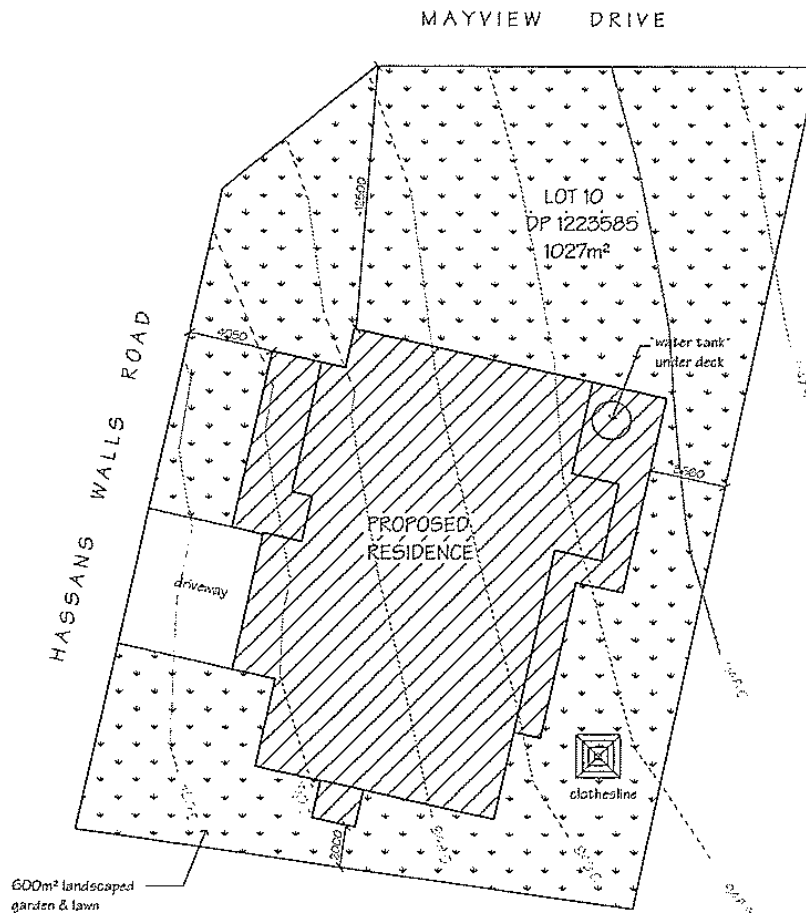 MAYVIEW DRIVE
LOT 10
DP 1223585
1027m²
12500
HASSANS WALLS ROAD
4050
"water tank"
under deck
PROPOSED
RESIDENCE
driveway
clothesline
2000
600m² landscaped
garden & lawn